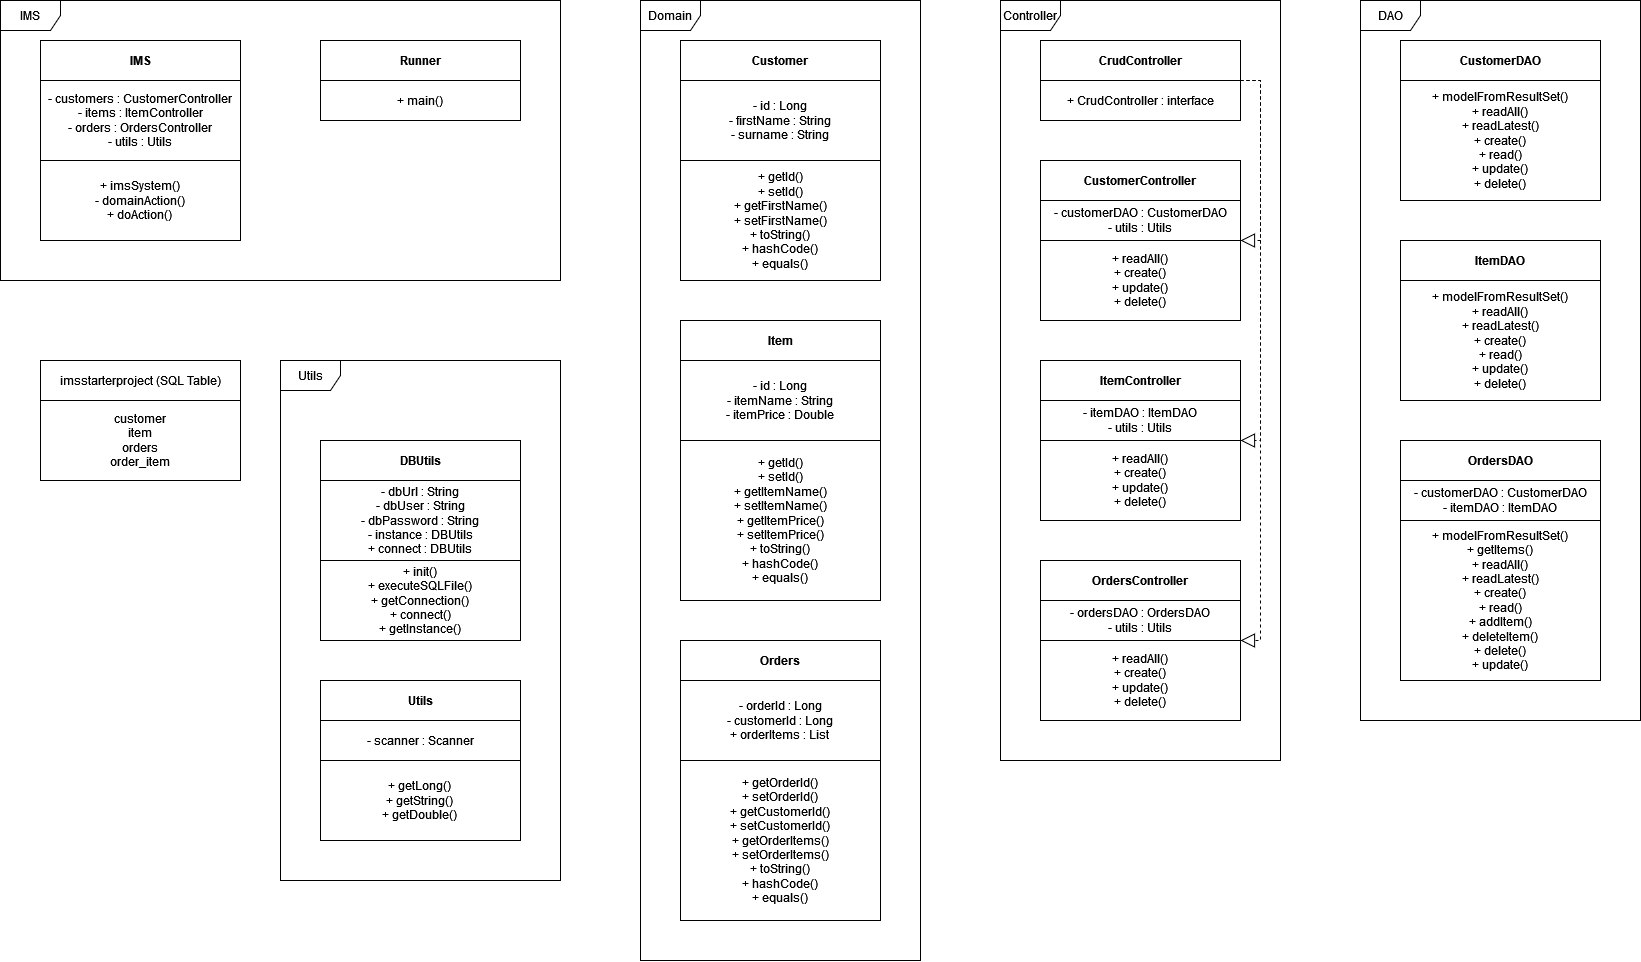 IMS
IMS
- customers : CustomerController
- items : ItemController
- orders : OrdersController
- utils : Utils
+ imsSystem()
- domainAction()
+ doAction()
Runner
+ main()
imsstarterproject (SQL Table)
customer
item
orders
order_item
Utils
DBUtils
- dbUrl : String
- dbUser : String
- dbPassword : String
- instance : DBUtils
+ connect : DBUtils
+ init()
+ executeSQLFile()
+ getConnection()
+ connect()
+ getInstance()
Utils
- scanner : Scanner
+ getLong()
+ getString()
+ getDouble()
Domain
Customer
- id : Long
- firstName : String
- surname : String
+ getId()
+ setId()
+ getFirstName()
+ setFirstName()
+ toString()
+ hashCode()
+ equals()
Item
- id : Long
- itemName : String
- itemPrice : Double
+ getId()
+ setId()
+ getItemName()
+ setItemName()
+ getItemPrice()
+ setItemPrice()
+ toString()
+ hashCode()
+ equals()
Orders
- orderId : Long
- customerId : Long
+ orderItems : List
+ getOrderId()
+ setOrderId()
+ getCustomerId()
+ setCustomerId()
+ getOrderItems()
+ setOrderItems()
+ toString()
+ hashCode()
+ equals()
Controller
CrudController
+ CrudController : interface
CustomerController
- customerDAO : CustomerDAO
- utils : Utils
+ readAll()
+ create()
+ update()
+ delete()
ItemController
- itemDAO : ItemDAO
- utils : Utils
+ readAll()
+ create()
+ update()
+ delete()
OrdersController
- ordersDAO : OrdersDAO
- utils : Utils
+ readAll()
+ create()
+ update()
+ delete()
DAO
CustomerDAO
+ modelFromResultSet()
+ readAll()
+ readLatest()
+ create()
+ read()
+ update()
+ delete()
ItemDAO
+ modelFromResultSet()
+ readAll()
+ readLatest()
+ create()
+ read()
+ update()
+ delete()
OrdersDAO
- customerDAO : CustomerDAO
- itemDAO : ItemDAO
+ modelFromResultSet()
+ getItems()
+ readAll()
+ readLatest()
+ create()
+ read()
+ addItem()
+ deleteItem()
+ delete()
+ update()